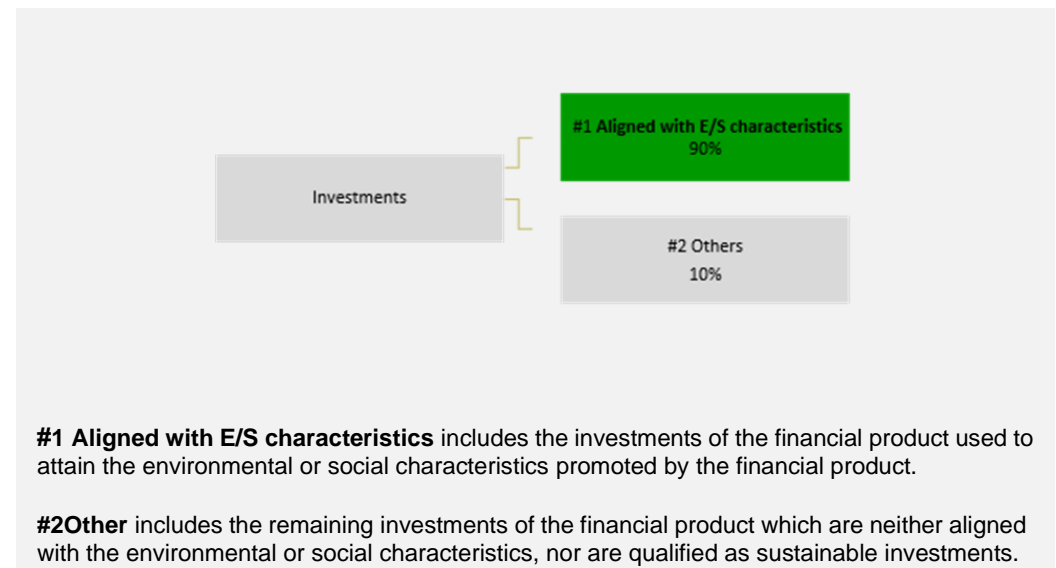 #1 Aligned with E/S characteristics
90%
Investments
#2 Others
10%
#1 Aligned with E/S characteristics includes the investments of the financial product used to
attain the environmental or social characteristics promoted by the financial product.
#2Other includes the remaining investments of the financial product which are neither aligned
with the environmental or social characteristics, nor are qualified as sustainable investments.